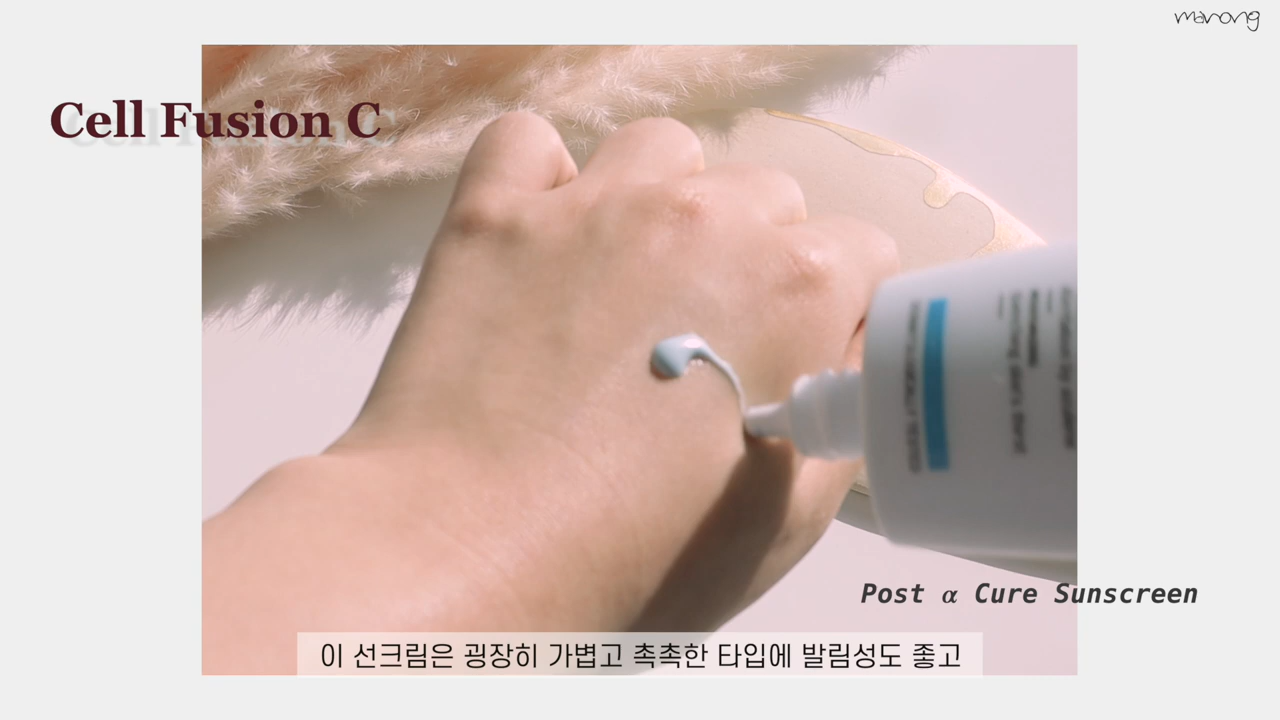 marong
Cell Fusion C
Post α Cure Sunscreen
이 선크림은 굉장히 가볍고 촉촉한 타입에 발림성도 좋고